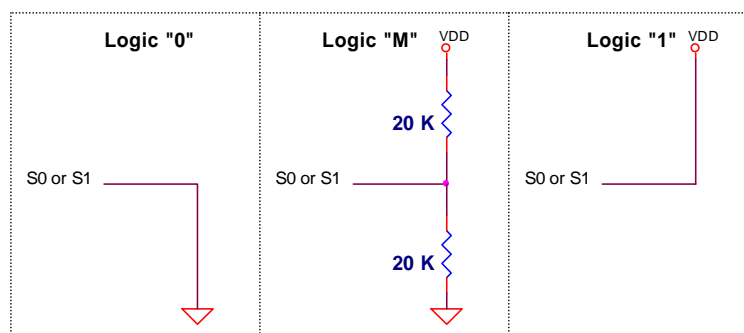 Logic "0"
S0 or S1
Logic "M"
VDD
20 K
S0 or S1
20 K
Logic "1"
VDD
S0 or S1